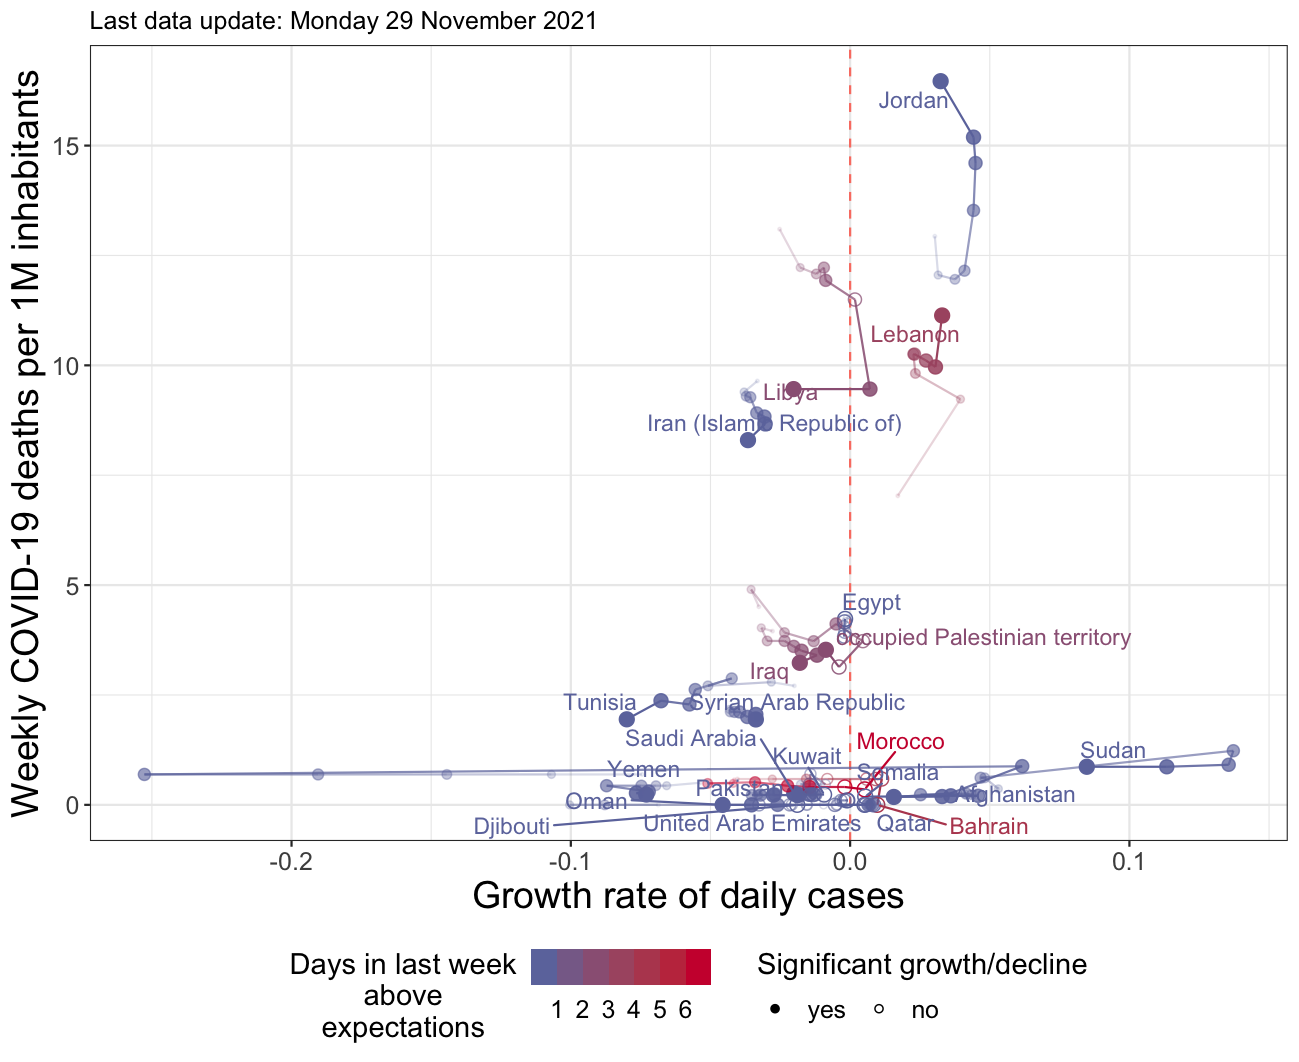 Last data update: Monday 29 November 2021
Weekly COVID-19 deaths per 1M inhabitants
15
10
5
0
Jordan
Lebanon
Libya
Iran (Islamic Republic of)
Egypt
occupied Palestinian territory
Iraq
Tunisia
Syrian Arab Republic
Saudi Arabia
Morocco
Kuwait
Sudan
Yemen
Somalia
Pakistan
Afghanistan
Oman
Djibouti
United Arab Emirates
Qatar
Bahrain
-0.2
-0.1
0.0
0.1
Growth rate of daily cases
Days in last week
above
expectations
1 2 3 4 5 6
Significant growth/decline
yes
no